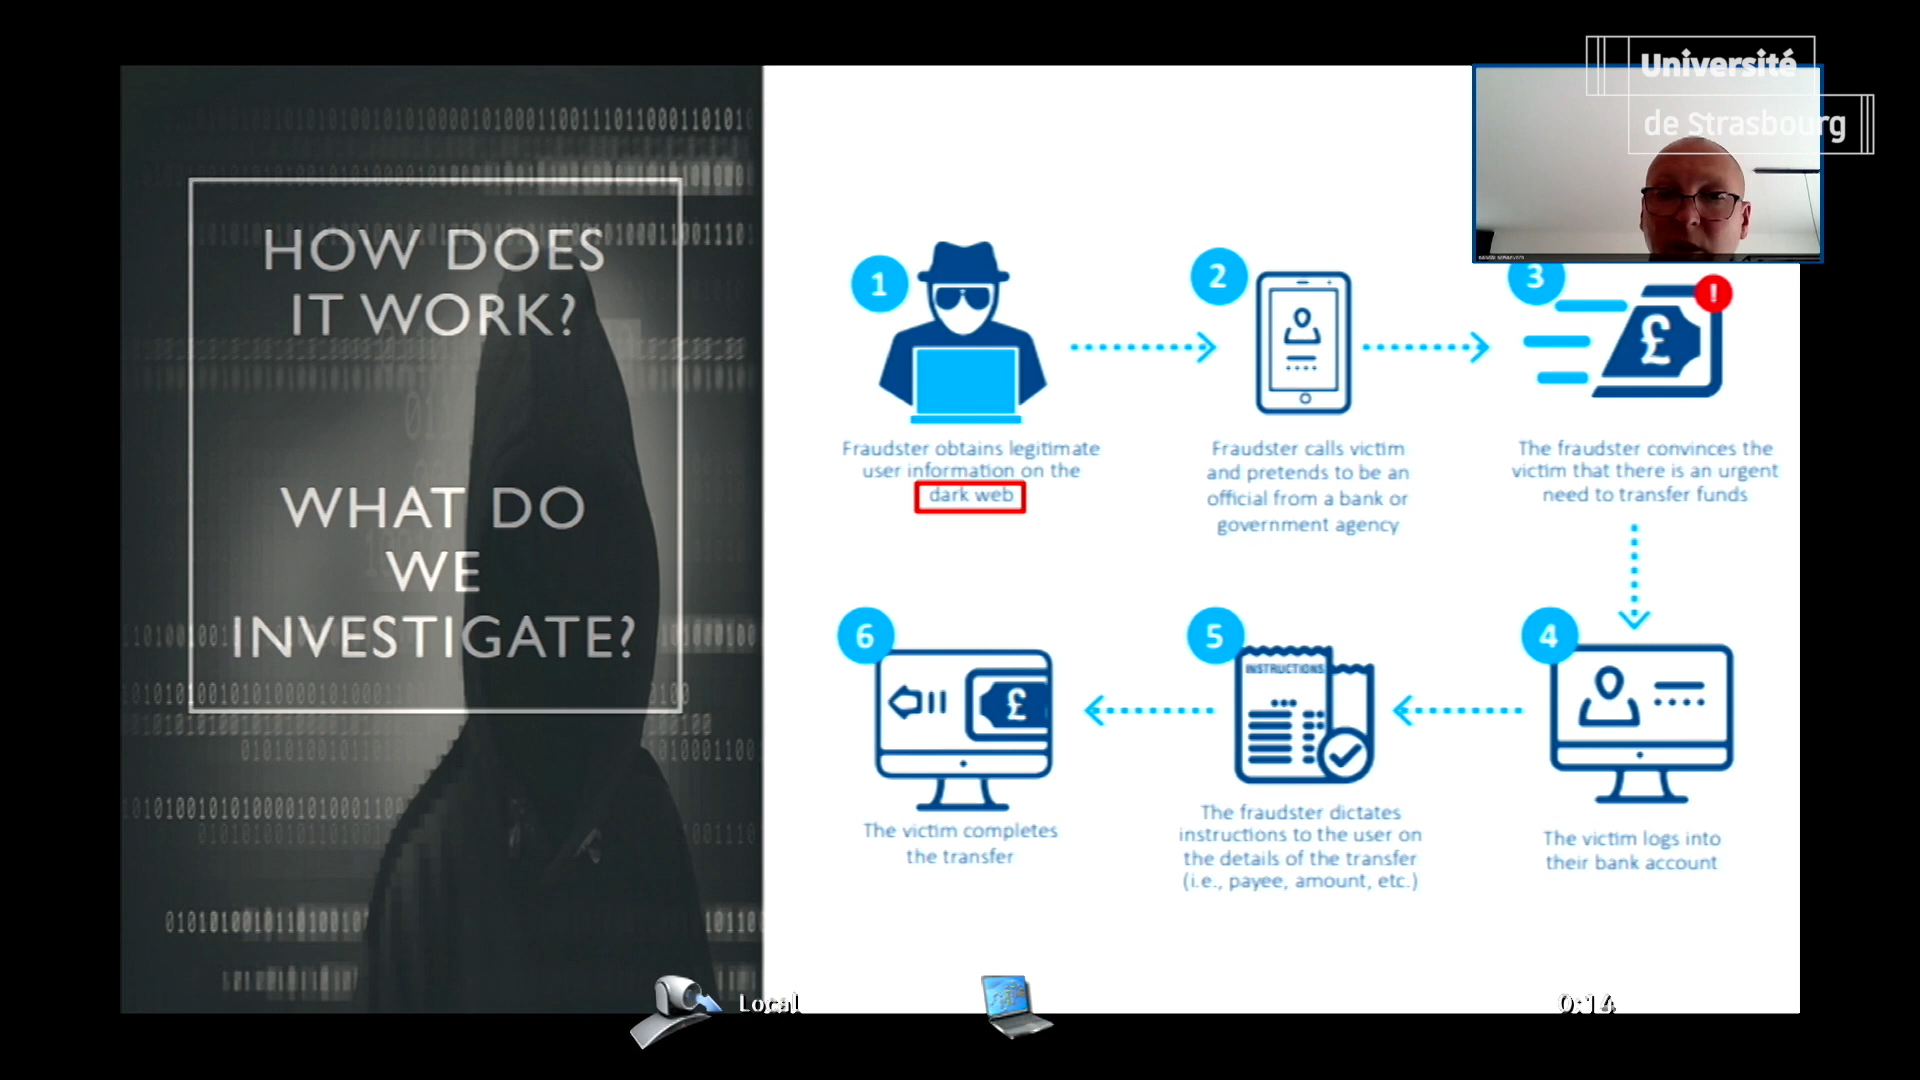 Université
de Strasbourg
HOW DOES
IT WORK?
WHAT DO
WE
INVESTIGATE?
1
Fraudster obtains legitimate
user information on the
dark web
2
Fraudster calls victim
and pretends to be an
official from a bank or
government agency
3
!
£
The fraudster convinces the
victim that there is an urgent
need to transfer funds
4
The victim logs into
their bank account
5
INSTRUCTIONS
The fraudster dictates
instructions to the user on
the details of the transfer
(i.e., payee, amount, etc.)
6
£
The victim completes
the transfer
Local
0:14